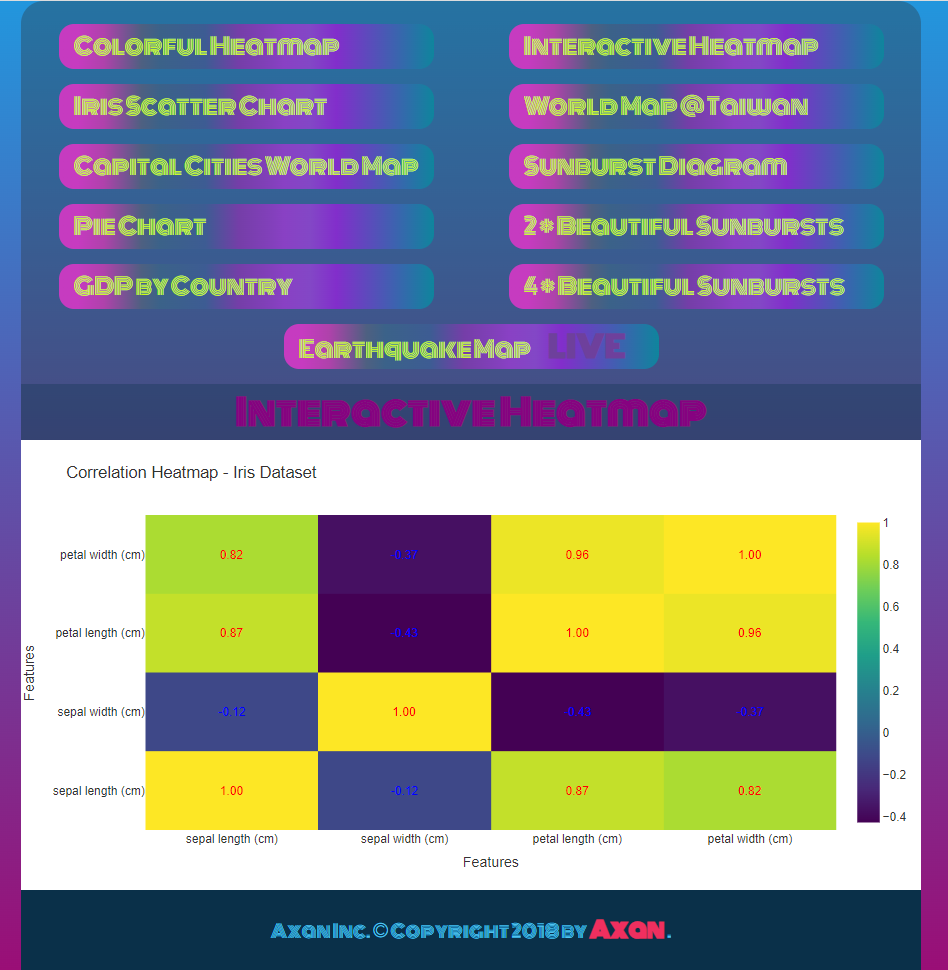 Colorful Heatmap
Interactive Heatmap
Iris Scatter Chart
World Map @ Taiwan
Capital Cities World Map
Sunburst Diagram
Pie Chart
2 * Beautiful Sunbursts
GDP by Country
4 * Beautiful Sunbursts
Earthquake Map LIVE
Interactive Heatmap
Correlation Heatmap - Iris Dataset
petal width (cm) 0.82 -0.37 0.96 1.00
petal length (cm) 0.87 -0.43 1.00 0.96
sepal width (cm) -0.12 1.00 -0.43 -0.37
sepal length (cm) 1.00 -0.12 0.87 0.82
sepal length (cm) sepal width (cm) petal length (cm) petal width (cm)
Features
Features
1
0.8
0.6
0.4
0.2
0
−0.2
−0.4
Axan Inc. © Copyright 2018 by Axan.